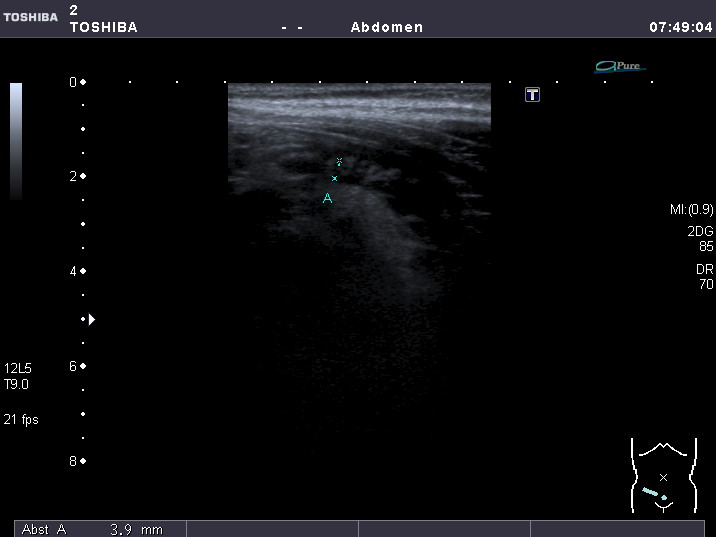 TOSHIBA
2
TOSHIBA - - Abdomen 07:49:04
aPure
T
0
2
4
6
8
A
MI:(0.9)
2DG
85
DR
70
12L5
T9.0
21 fps
Abst A 3.9 mm